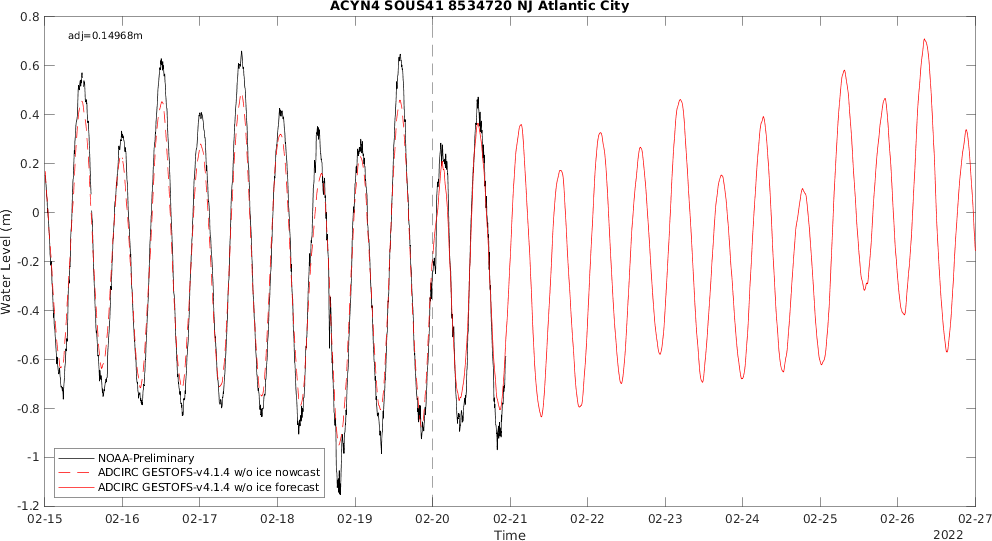 ACYN4 SOUS41 8534720 NJ Atlantic City
adj=0.14968m
0.8
0.6
0.4
0.2
0
-0.2
-0.4
-0.6
-0.8
-1
-1.2
Water Level (m)
NOAA-Preliminary
ADCIRC GESTOFS-v4.1.4 w/o ice nowcast
ADCIRC GESTOFS-v4.1.4 w/o ice forecast
02-15 02-16 02-17 02-18 02-19 02-20 02-21 02-22 02-23 02-24 02-25 02-26 02-27
Time
2022